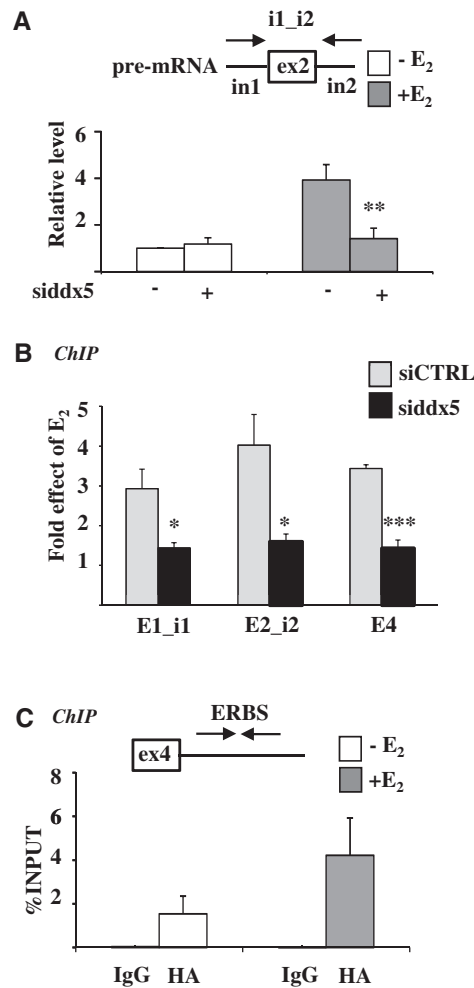 A
i1_i2
pre-mRNA
in1
ex2
in2
- E₂
+E₂
Relative level
6
4
2
siddx5
-
+
-
+
**
B
ChIP
siCTRL
siddx5
Fold effect of E₂
5
4
3
2
1
*
*
***
E1_i1
E2_i2
E4
C
ChIP
ERBS
ex4
- E₂
+E₂
%INPUT
8
6
4
2
IgG
HA
IgG
HA